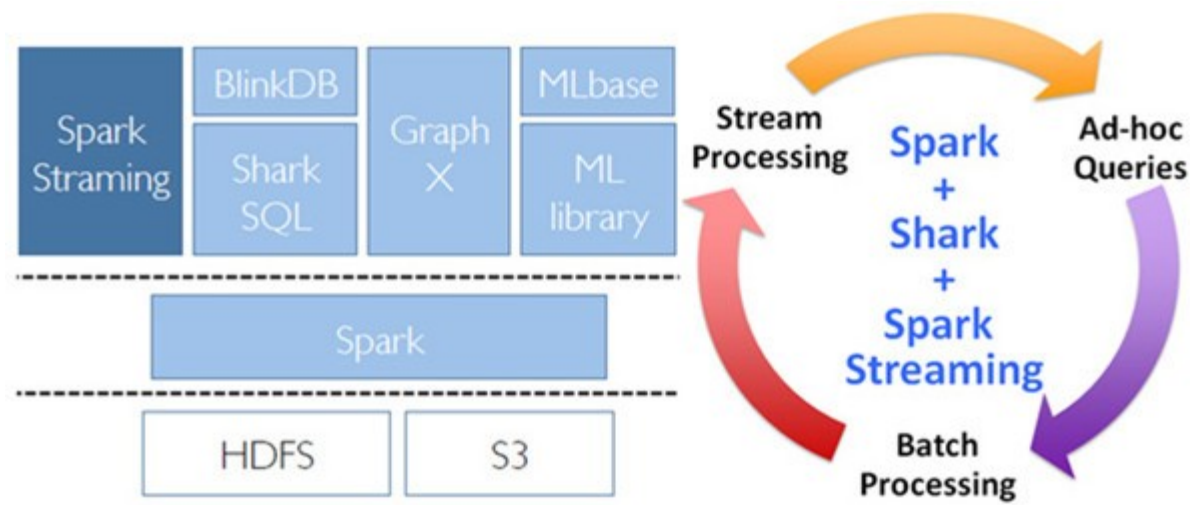 Spark
Straming
BlinkDB
Shark
SQL
Graph
X
MLbase
ML
library
Spark
HDFS
S3
Stream
Processing
Ad-hoc
Queries
Batch
Processing
Spark
+
Shark
+
Spark
Streaming